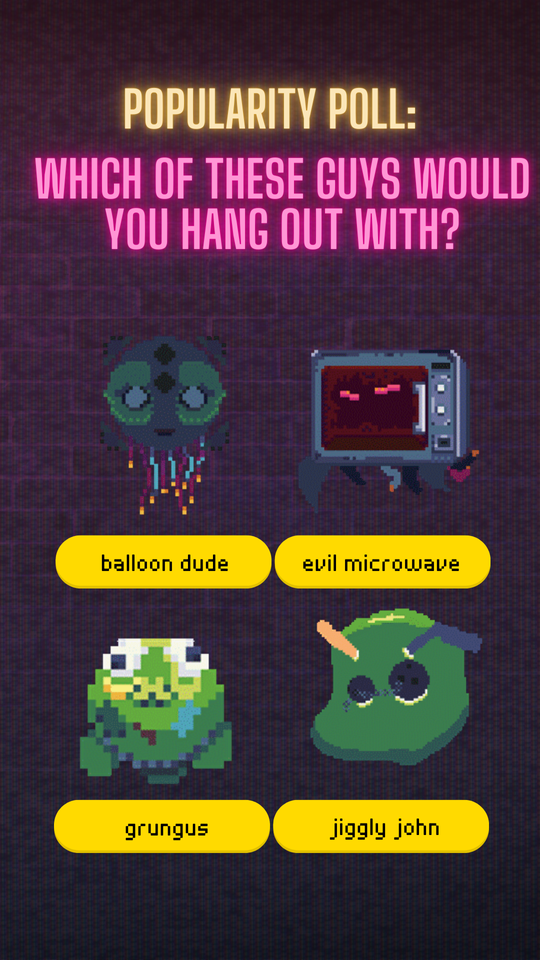 POPULARITY POLL:
WHICH OF THESE GUYS WOULD
YOU HANG OUT WITH?
balloon dude
evil microwave
grungus
jiggly john